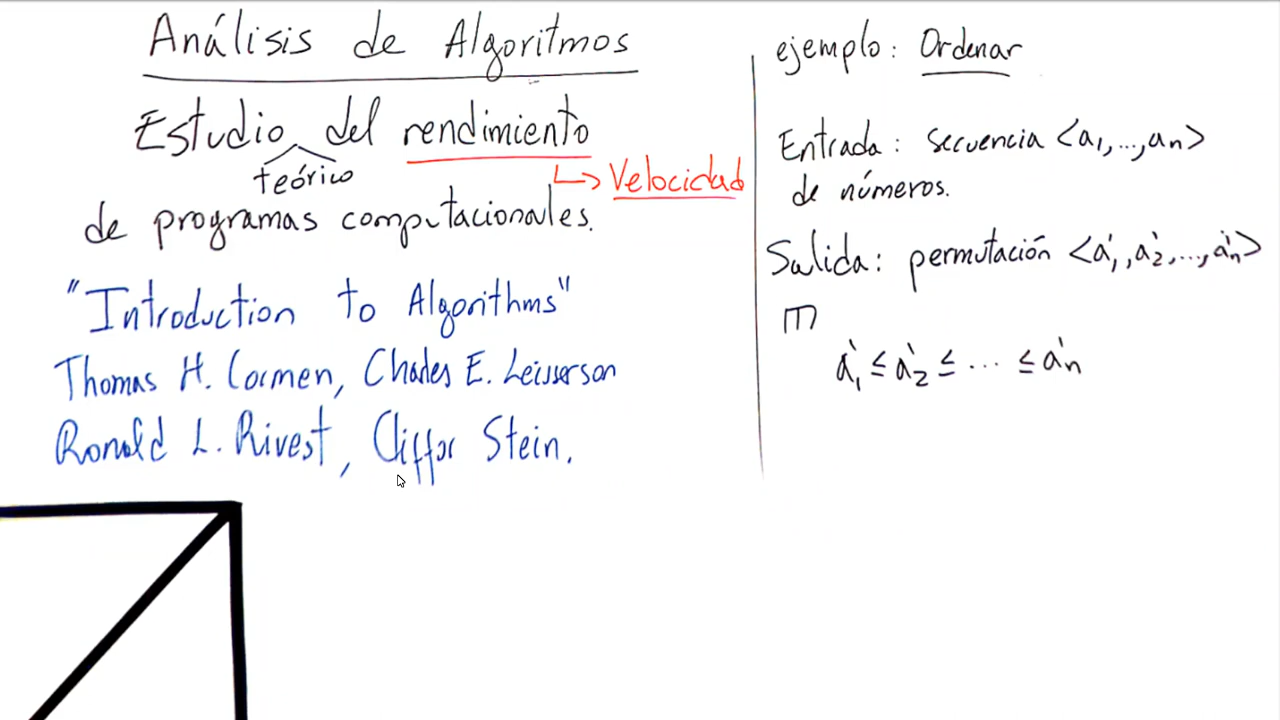 Análisis de Algoritmos
Estudio del rendimiento
teórico
Velocidad
de programas computacionales.
"Introduction to Algorithms"
Thomas H. Cormen, Charles E. Leisserson
Ronald L. Rivest, Cliffor Stein.
ejemplo: Ordenar
Entrada: secuencia <a₁,...,aₙ>
de números.
Salida: permutación <a'₁,a'₂,...,a'ₙ>
∃
a'₁ ≤ a'₂ ≤ ... ≤ a'ₙ